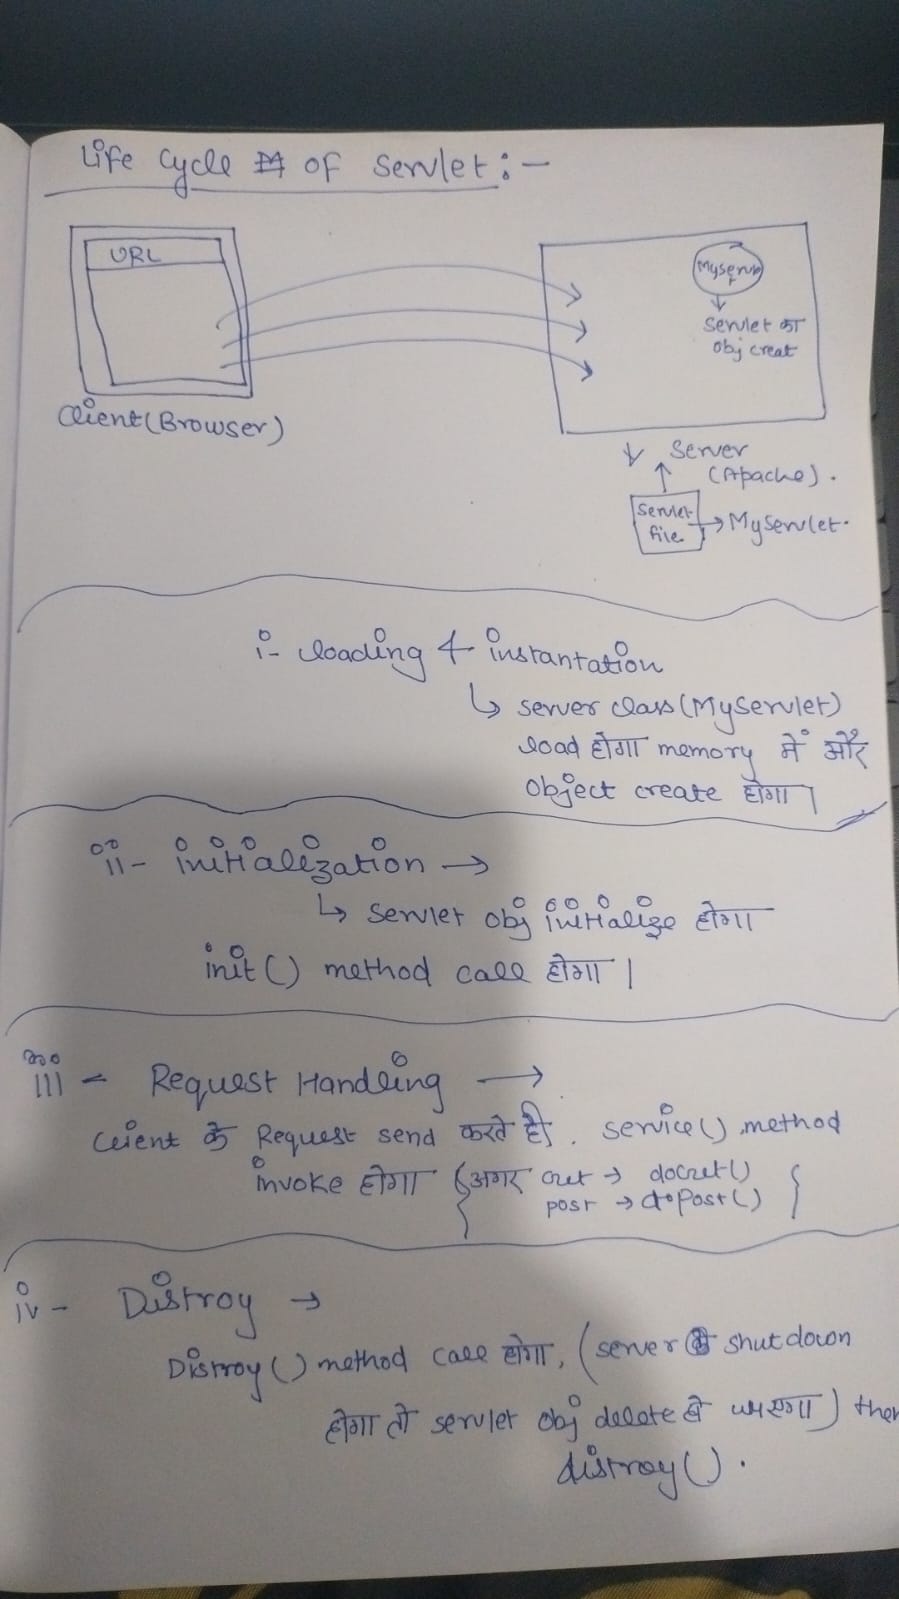 Life Cycle of Servlet:-
URL
Myservlet
Servlet का
obj creat
Client (Browser)
Server
(Apache).
Servlet
file
MyServlet.
i- loading & instantation
server class (MyServlet)
load होगा memory में और
object create होगा।
ii- initialization →
↳ servlet obj initialize होगा
init() method call होगा।
iii- Request Handling →
Client के Request send करते ही. service() method
invoke होगा {अगर Get → doGet()
post → doPost() }
iv- Distroy →
Distroy() method call होगा, (server shutdown
होगा तो servlet obj delete हो जाएगा) then
distroy().